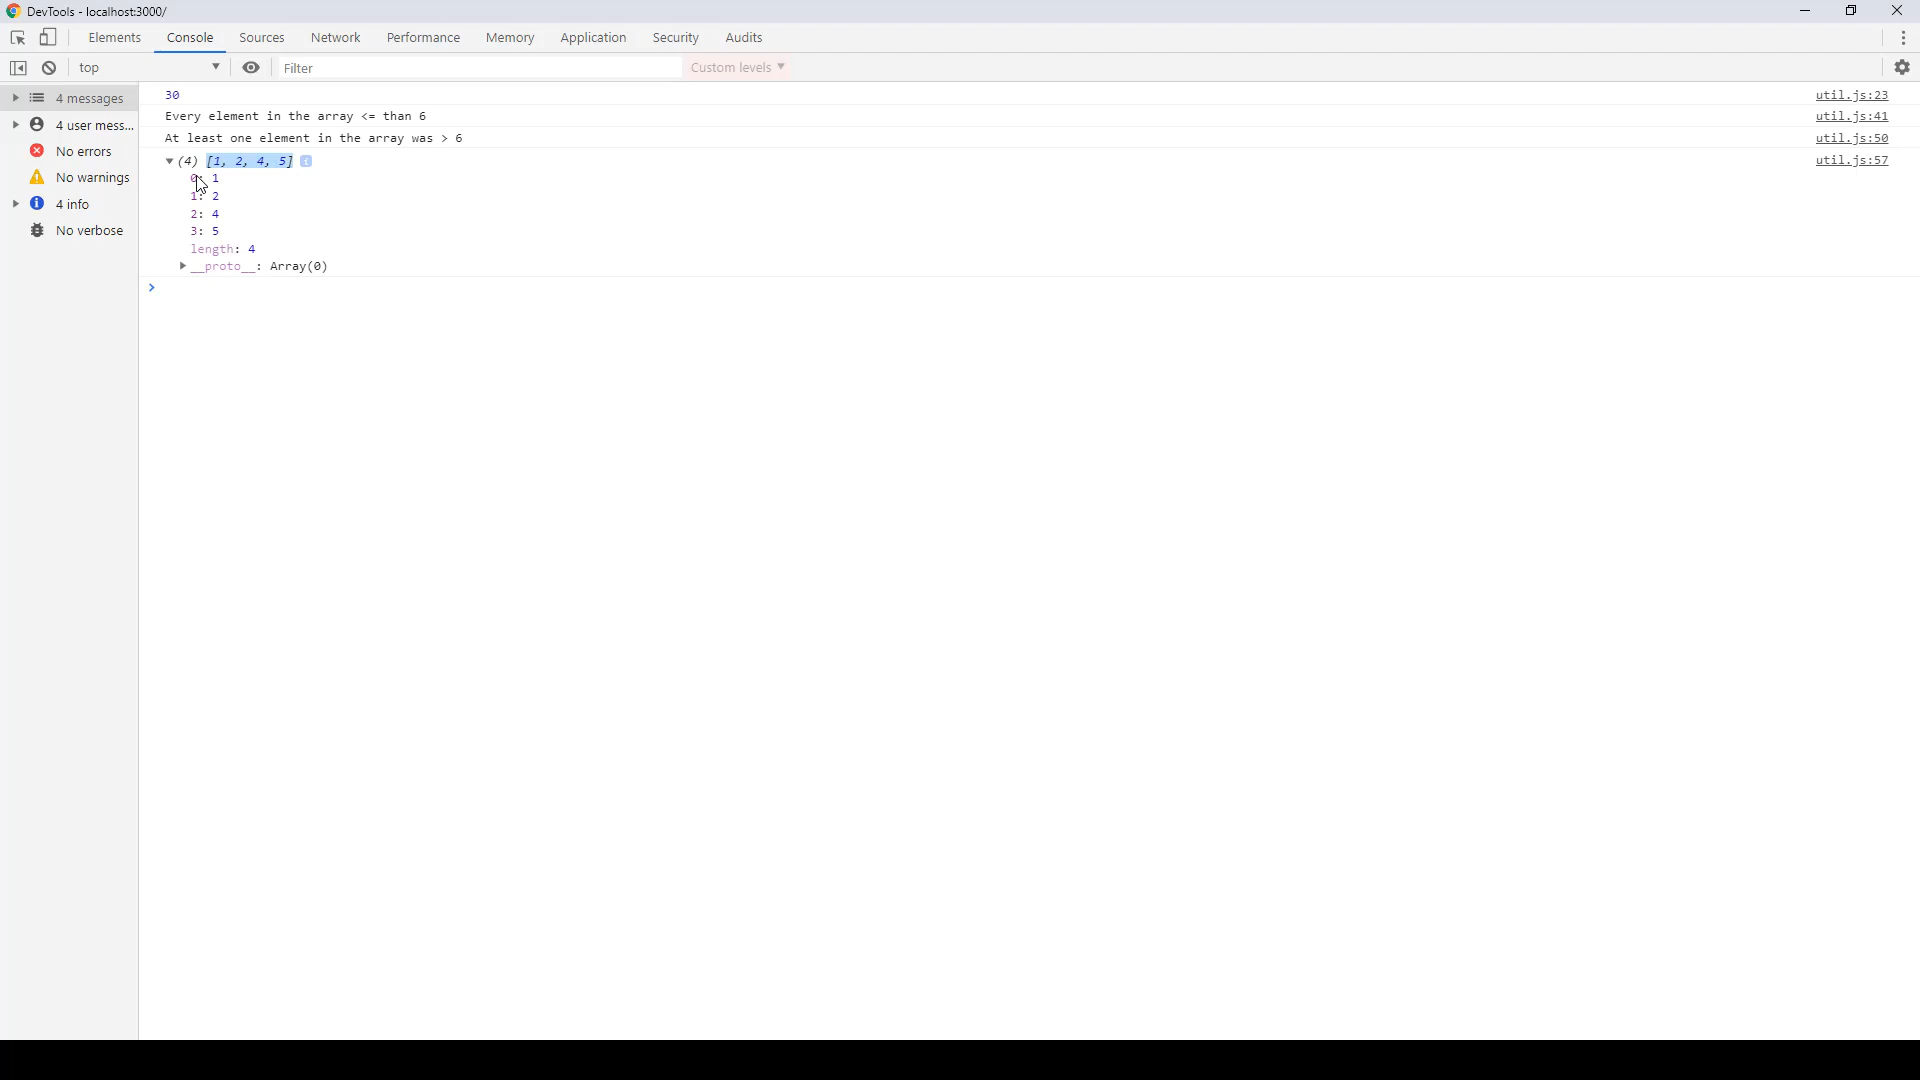 DevTools - localhost:3000/
Elements Console Sources Network Performance Memory Application Security Audits
top Filter Custom levels
4 messages
4 user mess...
No errors
No warnings
4 info
No verbose
30 util.js:23
Every element in the array <= than 6 util.js:41
At least one element in the array was > 6 util.js:50
(4) [1, 2, 4, 5] util.js:57
0: 1
1: 2
2: 4
3: 5
length: 4
__proto__: Array(0)